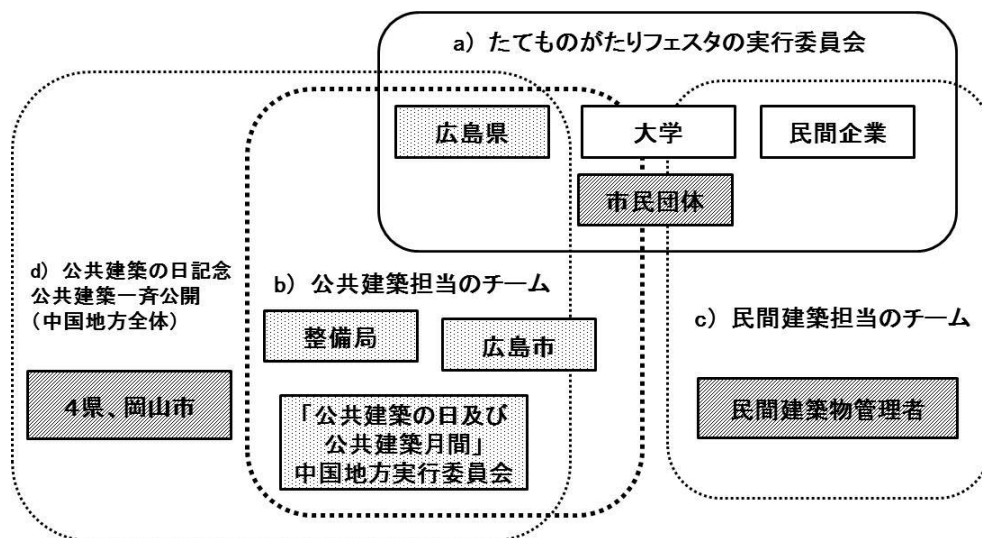 a）たてものがたりフェスタの実行委員会
広島県
大学
民間企業
市民団体
d）公共建築の日記念
公共建築一斉公開
（中国地方全体）
b）公共建築担当のチーム
c）民間建築担当のチーム
整備局
広島市
4県、岡山市
民間建築物管理者
「公共建築の日及び
公共建築月間」
中国地方実行委員会